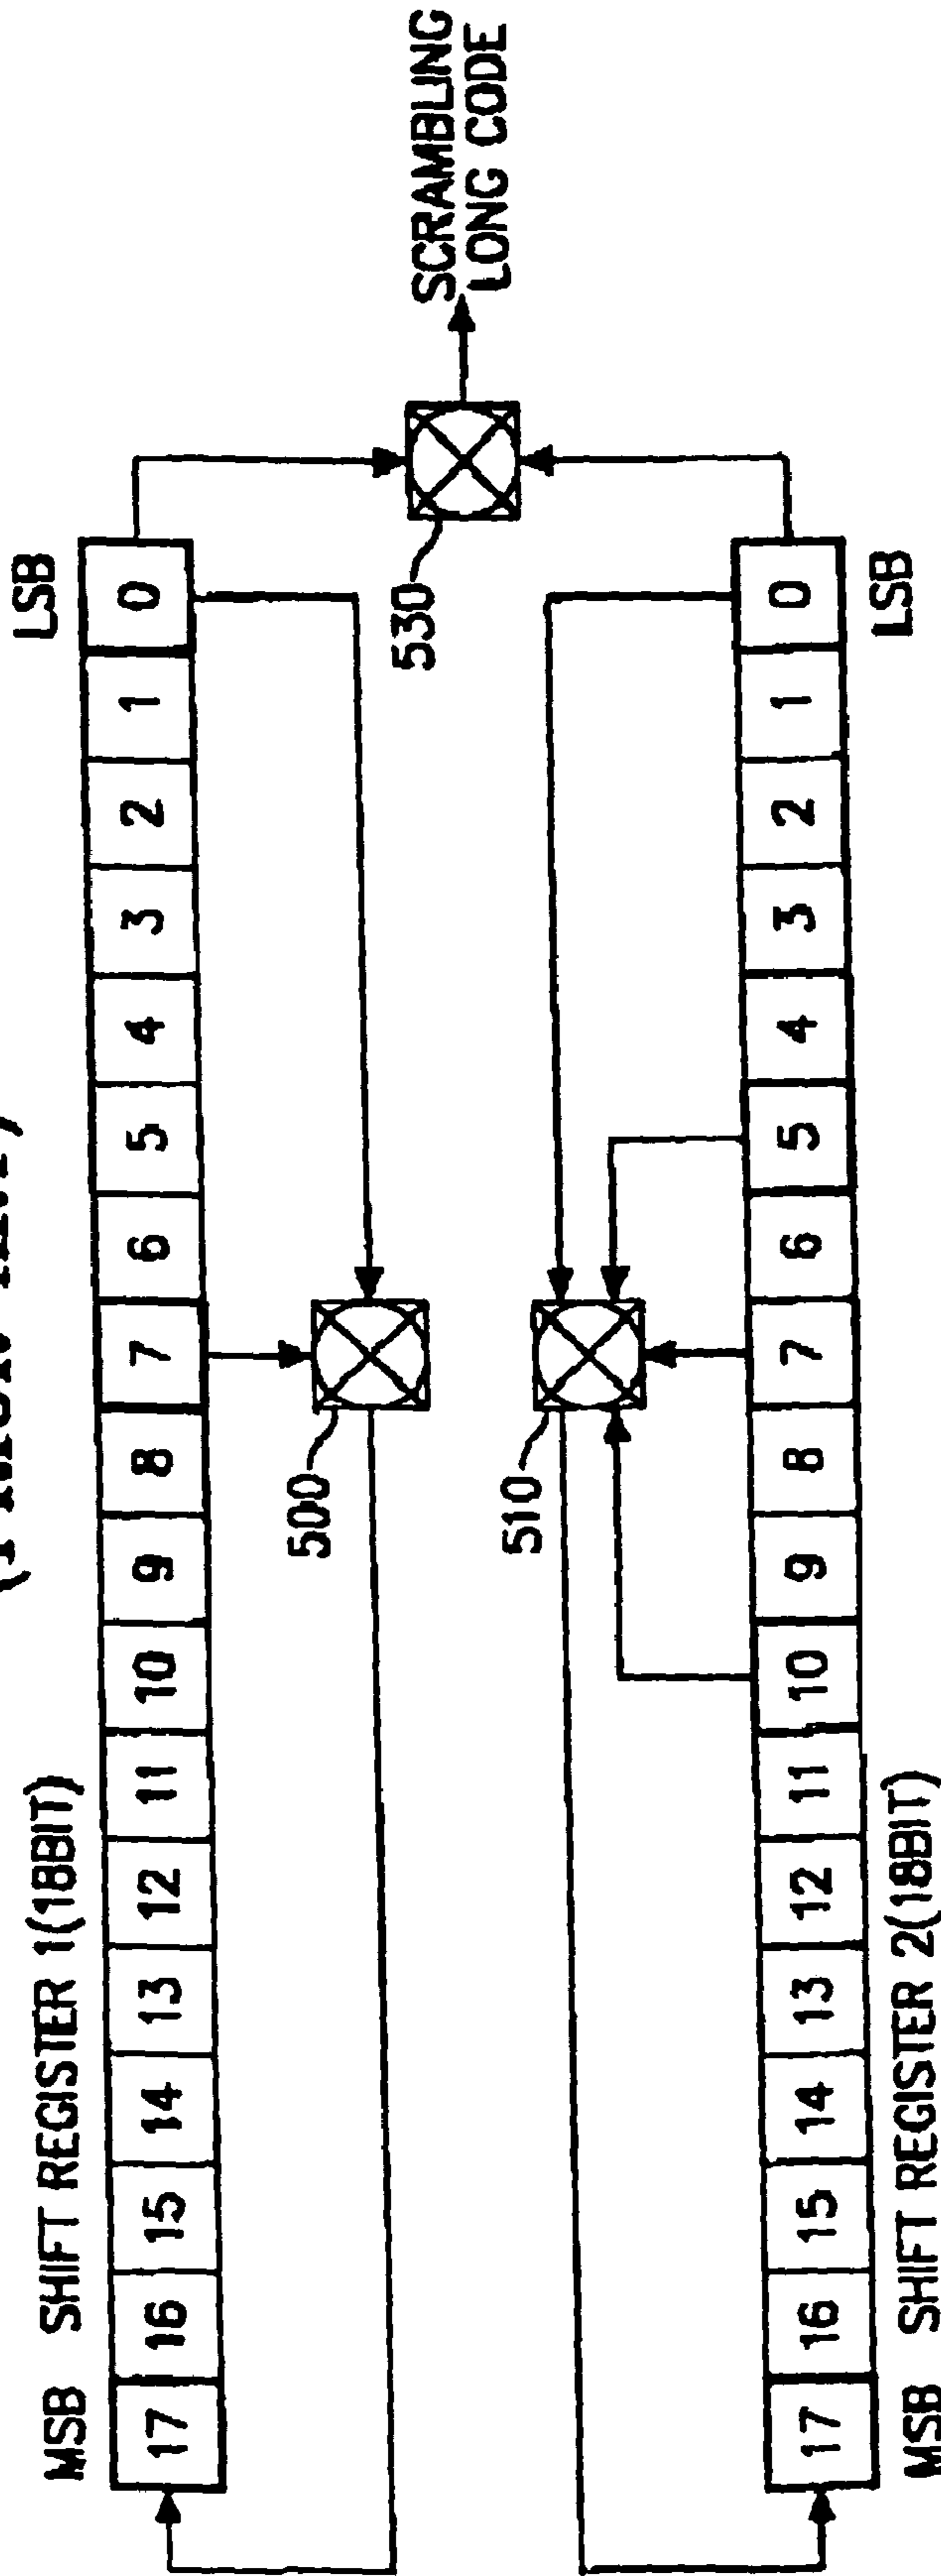 MSB SHIFT REGISTER 1(18BIT)
LSB
17 16 15 14 13 12 11 10 9 8 7 6 5 4 3 2 1 0
500
530
SCRAMBLING
LONG CODE
510
17 16 15 14 13 12 11 10 9 8 7 6 5 4 3 2 1 0
MSB SHIFT REGISTER 2(18BIT)
LSB